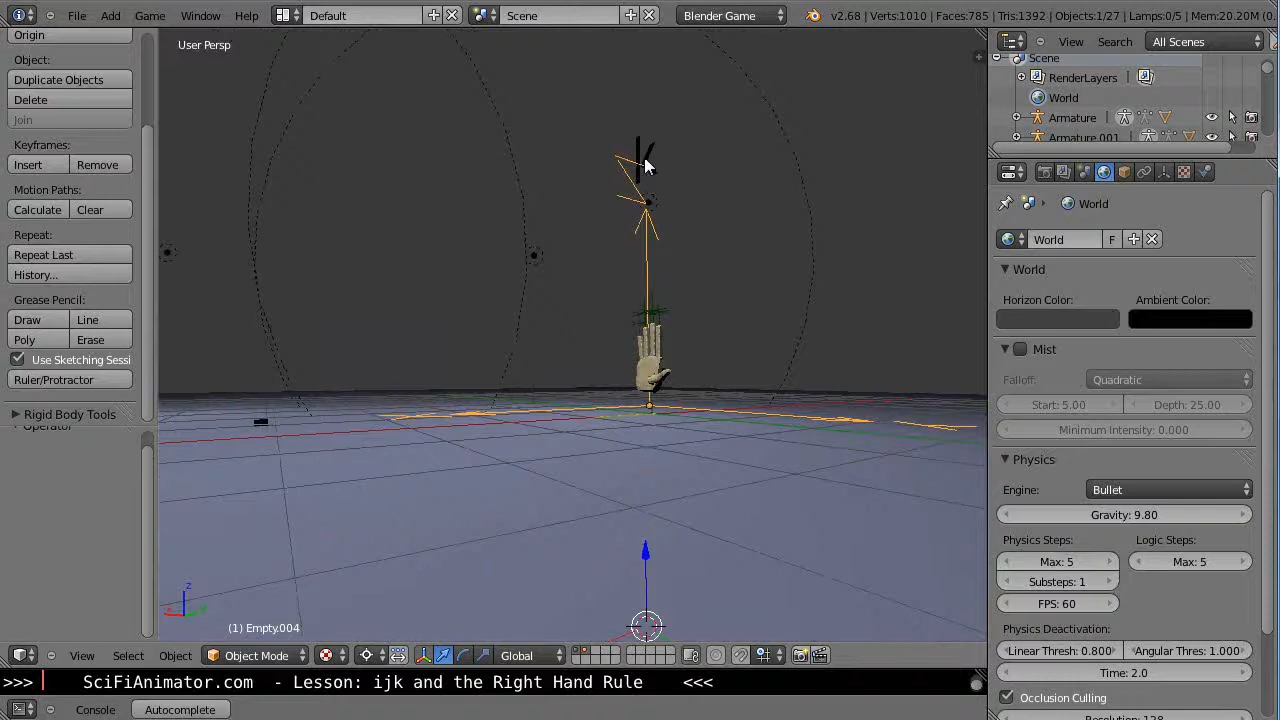 File Add Game Window Help Default Scene Blender Game v2.68 | Verts:1010 | Faces:785 | Tris:1392 | Objects:1/27 | Lamps:0/5 | Mem:20.20M (0.
View Search All Scenes
Scene
RenderLayers
World
Armature
Armature.001
Origin
Object:
Duplicate Objects
Delete
Join
Keyframes:
Insert Remove
Motion Paths:
Calculate Clear
Repeat:
Repeat Last
History...
Grease Pencil:
Draw Line
Poly Erase
Use Sketching Sessi
Ruler/Protractor
Rigid Body Tools
Operator
User Persp
k
z
x
y
(1) Empty.004
World
World F
World
Horizon Color: Ambient Color:
Mist
Falloff: Quadratic
Start: 5.00 Depth: 25.00
Minimum Intensity: 0.000
Physics
Engine: Bullet
Gravity: 9.80
Physics Steps: Logic Steps:
Max: 5 Max: 5
Substeps: 1
FPS: 60
Physics Deactivation:
Linear Thresh: 0.800 Angular Thres: 1.000
Time: 2.0
Occlusion Culling
Resolution: 128
View Select Object Object Mode Global
>>> SciFiAnimator.com - Lesson: ijk and the Right Hand Rule <<<
Console Autocomplete